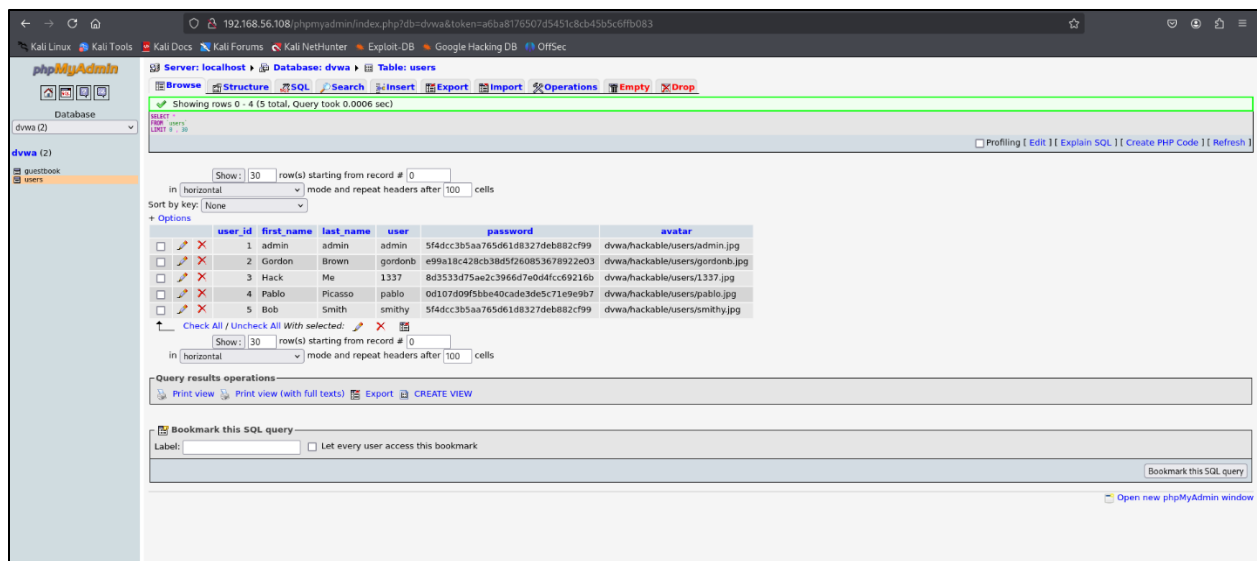 192.168.56.108/phpmyadmin/index.php?db=dvwa&token=a6ba8176507d5451c8cb45b5c6ffb083
Kali Linux Kali Tools Kali Docs Kali Forums Kali NetHunter Exploit-DB Google Hacking DB OffSec
phpMyAdmin
Database
dvwa (2)
dvwa (2)
guestbook
users
Server: localhost Database: dvwa Table: users
Browse Structure SQL Search Insert Export Import Operations Empty Drop
Showing rows 0 - 4 (5 total, Query took 0.0006 sec)
SELECT *
FROM `users`
LIMIT 0 , 30
Profiling [ Edit ] [ Explain SQL ] [ Create PHP Code ] [ Refresh ]
Show : 30 row(s) starting from record # 0
in horizontal mode and repeat headers after 100 cells
Sort by key: None
+ Options
user_id first_name last_name user password avatar
1 admin admin admin 5f4dcc3b5aa765d61d8327deb882cf99 dvwa/hackable/users/admin.jpg
2 Gordon Brown gordonb e99a18c428cb38d5f260853678922e03 dvwa/hackable/users/gordonb.jpg
3 Hack Me 1337 8d3533d75ae2c3966d7e0d4fcc69216b dvwa/hackable/users/1337.jpg
4 Pablo Picasso pablo 0d107d09f5bbe40cade3de5c71e9e9b7 dvwa/hackable/users/pablo.jpg
5 Bob Smith smithy 5f4dcc3b5aa765d61d8327deb882cf99 dvwa/hackable/users/smithy.jpg
Check All / Uncheck All With selected:
Show : 30 row(s) starting from record # 0
in horizontal mode and repeat headers after 100 cells
Query results operations
Print view Print view (with full texts) Export CREATE VIEW
Bookmark this SQL query
Label: Let every user access this bookmark
Bookmark this SQL query
Open new phpMyAdmin window